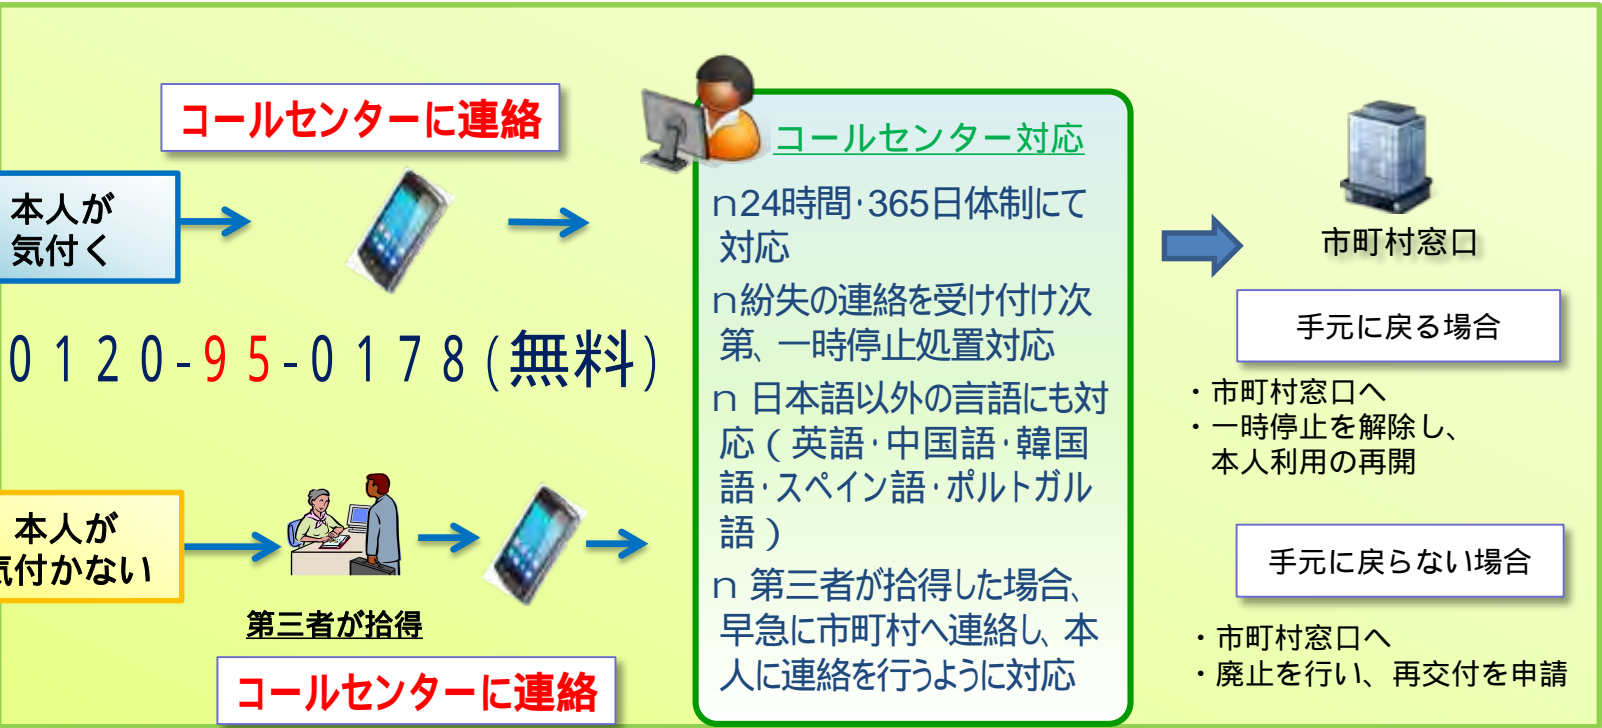 コールセンターに連絡
本人が
気付く
0120-95-0178(無料)
本人が
気付かない
第三者が拾得
コールセンターに連絡
コールセンター対応
n24時間・365日体制にて
対応
n紛失の連絡を受け付け次
第、一時停止処置対応
n 日本語以外の言語にも対
応（英語・中国語・韓国
語・スペイン語・ポルトガル
語）
n 第三者が拾得した場合、
早急に市町村へ連絡し、本
人に連絡を行うように対応
市町村窓口
手元に戻る場合
・市町村窓口へ
・一時停止を解除し、
本人利用の再開
手元に戻らない場合
・市町村窓口へ
・廃止を行い、再交付を申請